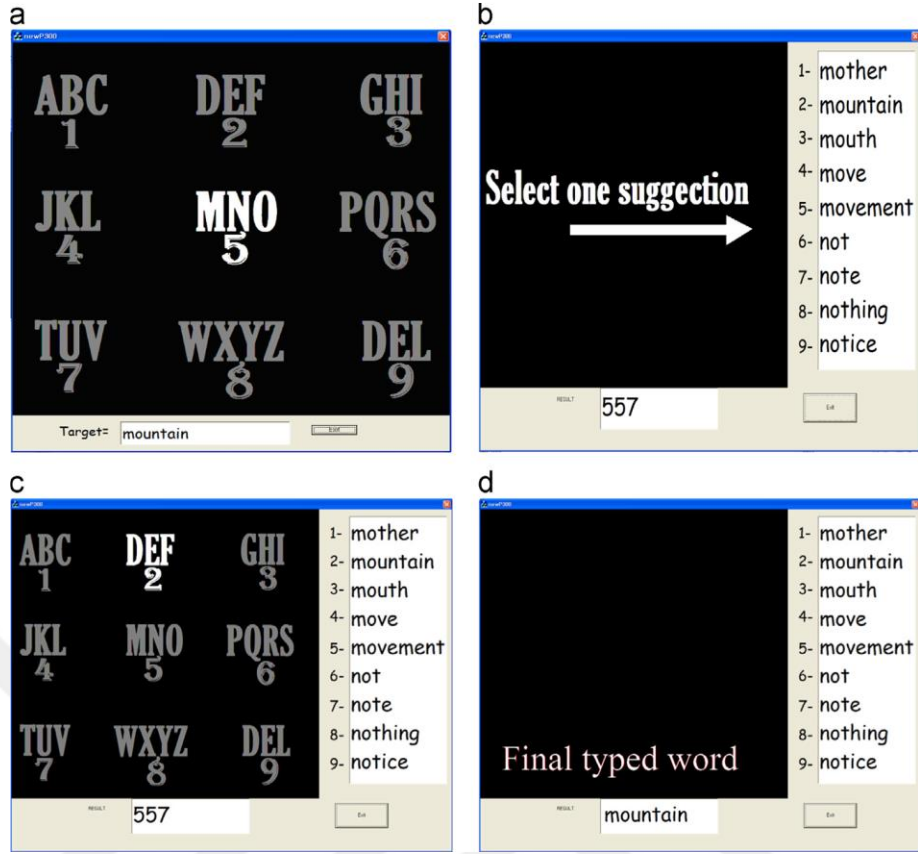 a
newP300
ABC DEF GHI
1 2 3
JKL MNO PQRS
4 5 6
TUV WXYZ DEL
7 8 9
Target= mountain
b
newP300
Select one suggection
1- mother
2- mountain
3- mouth
4- move
5- movement
6- not
7- note
8- nothing
9- notice
RESULT 557 Exit
c
newP300
ABC DEF GHI
1 2 3
JKL MNO PQRS
4 5 6
TUV WXYZ DEL
7 8 9
1- mother
2- mountain
3- mouth
4- move
5- movement
6- not
7- note
8- nothing
9- notice
RESULT 557 Exit
d
newP300
Final typed word
1- mother
2- mountain
3- mouth
4- move
5- movement
6- not
7- note
8- nothing
9- notice
RESULT mountain Exit